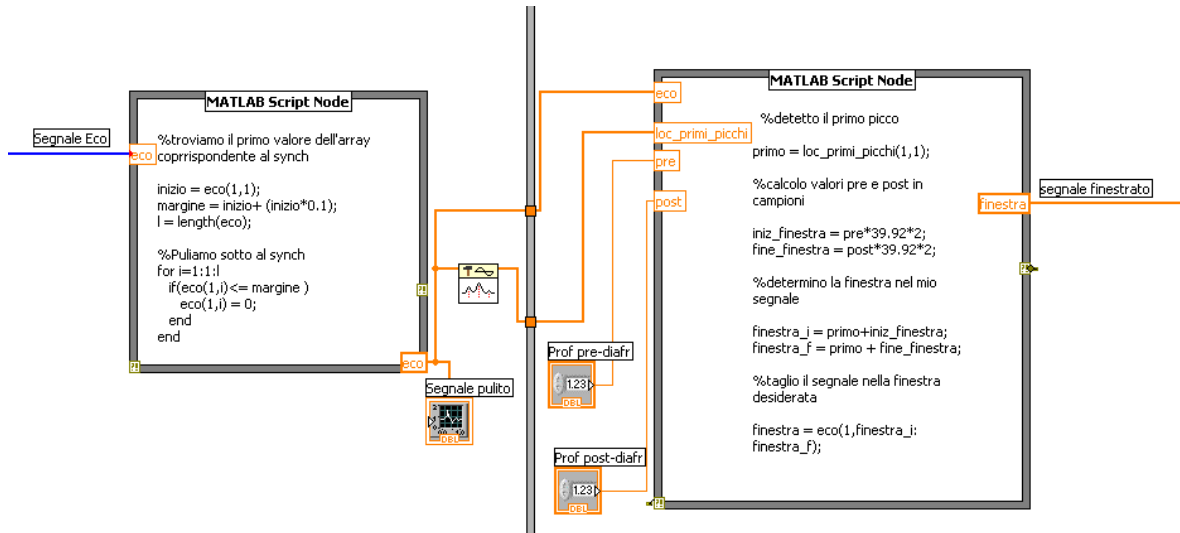 Segnale Eco
MATLAB Script Node
eco
%troviamo il primo valore dell'array
coprrispondente al synch
inizio = eco(1,1);
margine = inizio+ (inizio*0.1);
l = length(eco);
%Puliamo sotto al synch
for i=1:1:l
if(eco(1,i)<= margine )
eco(1,i) = 0;
end
end
eco
Segnale pulito
DBL
Prof pre-diafr
1.23
DBL
Prof post-diafr
1.23
DBL
MATLAB Script Node
eco
loc_primi_picchi
pre
post
%detetto il primo picco
primo = loc_primi_picchi(1,1);
%calcolo valori pre e post in
campioni
iniz_finestra = pre*39.92*2;
fine_finestra = post*39.92*2;
%determino la finestra nel mio
segnale
finestra_i = primo+iniz_finestra;
finestra_f = primo + fine_finestra;
%taglio il segnale nella finestra
desiderata
finestra = eco(1,finestra_i:
finestra_f);
finestra
segnale finestrato